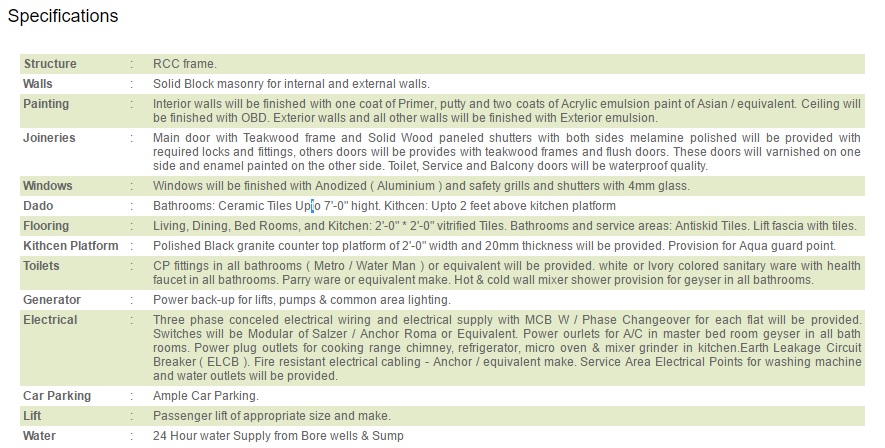 Specifications
Structure : RCC frame.
Walls : Solid Block masonry for internal and external walls.
Painting : Interior walls will be finished with one coat of Primer, putty and two coats of Acrylic emulsion paint of Asian / equivalent. Ceiling will
be finished with OBD. Exterior walls and all other walls will be finished with Exterior emulsion.
Joineries : Main door with Teakwood frame and Solid Wood paneled shutters with both sides melamine polished will be provided with
required locks and fittings, others doors will be provides with teakwood frames and flush doors. These doors will varnished on one
side and enamel painted on the other side. Toilet, Service and Balcony doors will be waterproof quality.
Windows : Windows will be finished with Anodized ( Aluminium ) and safety grills and shutters with 4mm glass.
Dado : Bathrooms: Ceramic Tiles Upto 7'-0" hight. Kithcen: Upto 2 feet above kitchen platform
Flooring : Living, Dining, Bed Rooms, and Kitchen: 2'-0" * 2'-0" vitrified Tiles. Bathrooms and service areas: Antiskid Tiles. Lift fascia with tiles.
Kithcen Platform : Polished Black granite counter top platform of 2'-0" width and 20mm thickness will be provided. Provision for Aqua guard point.
Toilets : CP fittings in all bathrooms ( Metro / Water Man ) or equivalent will be provided. white or Ivory colored sanitary ware with health
faucet in all bathrooms. Parry ware or equivalent make. Hot & cold wall mixer shower provision for geyser in all bathrooms.
Generator : Power back-up for lifts, pumps & common area lighting.
Electrical : Three phase conceled electrical wiring and electrical supply with MCB W / Phase Changeover for each flat will be provided.
Switches will be Modular of Salzer / Anchor Roma or Equivalent. Power ourlets for A/C in master bed room geyser in all bath
rooms. Power plug outlets for cooking range chimney, refrigerator, micro oven & mixer grinder in kitchen.Earth Leakage Circuit
Breaker ( ELCB ). Fire resistant electrical cabling - Anchor / equivalent make. Service Area Electrical Points for washing machine
and water outlets will be provided.
Car Parking : Ample Car Parking.
Lift : Passenger lift of appropriate size and make.
Water : 24 Hour water Supply from Bore wells & Sump